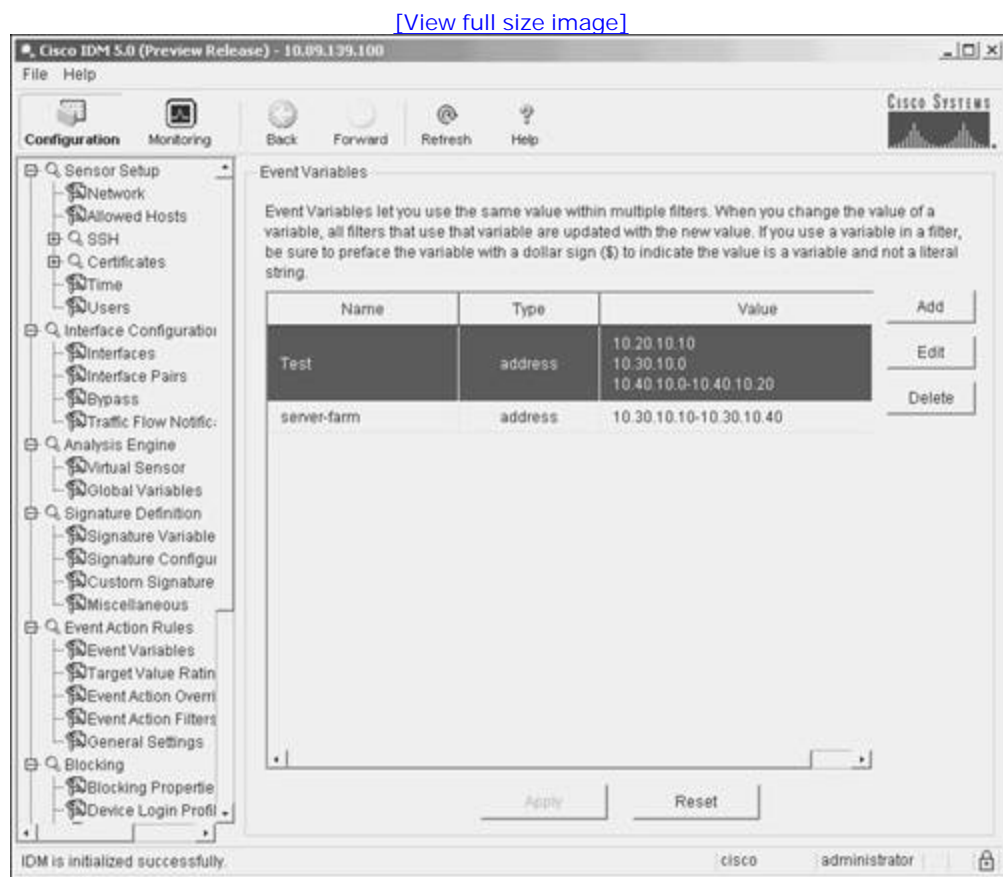 [View full size image]
Cisco IDM 5.0 (Preview Release) - 10.89.139.100
File Help
Configuration Monitoring Back Forward Refresh Help
CISCO SYSTEMS
Sensor Setup
Network
Allowed Hosts
SSH
Certificates
Time
Users
Interface Configuration
Interfaces
Interface Pairs
Bypass
Traffic Flow Notific
Analysis Engine
Virtual Sensor
Global Variables
Signature Definition
Signature Variable
Signature Configur
Custom Signature
Miscellaneous
Event Action Rules
Event Variables
Target Value Ratin
Event Action Overri
Event Action Filters
General Settings
Blocking
Blocking Propertie
Device Login Profil
Event Variables
Event Variables let you use the same value within multiple filters. When you change the value of a
variable, all filters that use that variable are updated with the new value. If you use a variable in a filter,
be sure to preface the variable with a dollar sign ($) to indicate the value is a variable and not a literal
string.
Name Type Value
Test address 10.20.10.10
10.30.10.0
10.40.10.0-10.40.10.20
server-farm address 10.30.10.10-10.30.10.40
Add
Edit
Delete
Apply Reset
IDM is initialized successfully. cisco administrator